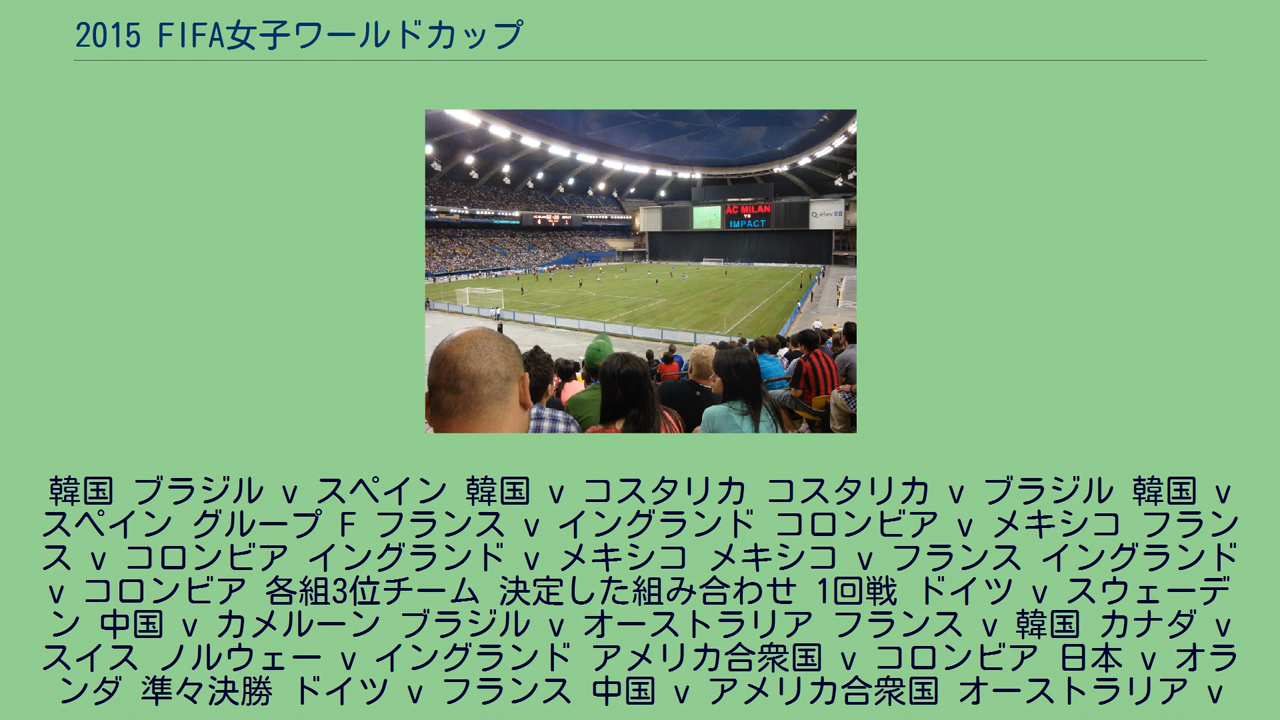 2015 FIFA女子ワールドカップ
AC MILAN
VS
IMPACT
Québec
韓国 ブラジル v スペイン 韓国 v コスタリカ コスタリカ v ブラジル 韓国 v
スペイン グループ F フランス v イングランド コロンビア v メキシコ フラン
ス v コロンビア イングランド v メキシコ メキシコ v フランス イングランド
v コロンビア 各組3位チーム 決定した組み合わせ 1回戦 ドイツ v スウェーデ
ン 中国 v カメルーン ブラジル v オーストラリア フランス v 韓国 カナダ v
スイス ノルウェー v イングランド アメリカ合衆国 v コロンビア 日本 v オラ
ンダ 準々決勝 ドイツ v フランス 中国 v アメリカ合衆国 オーストラリア v